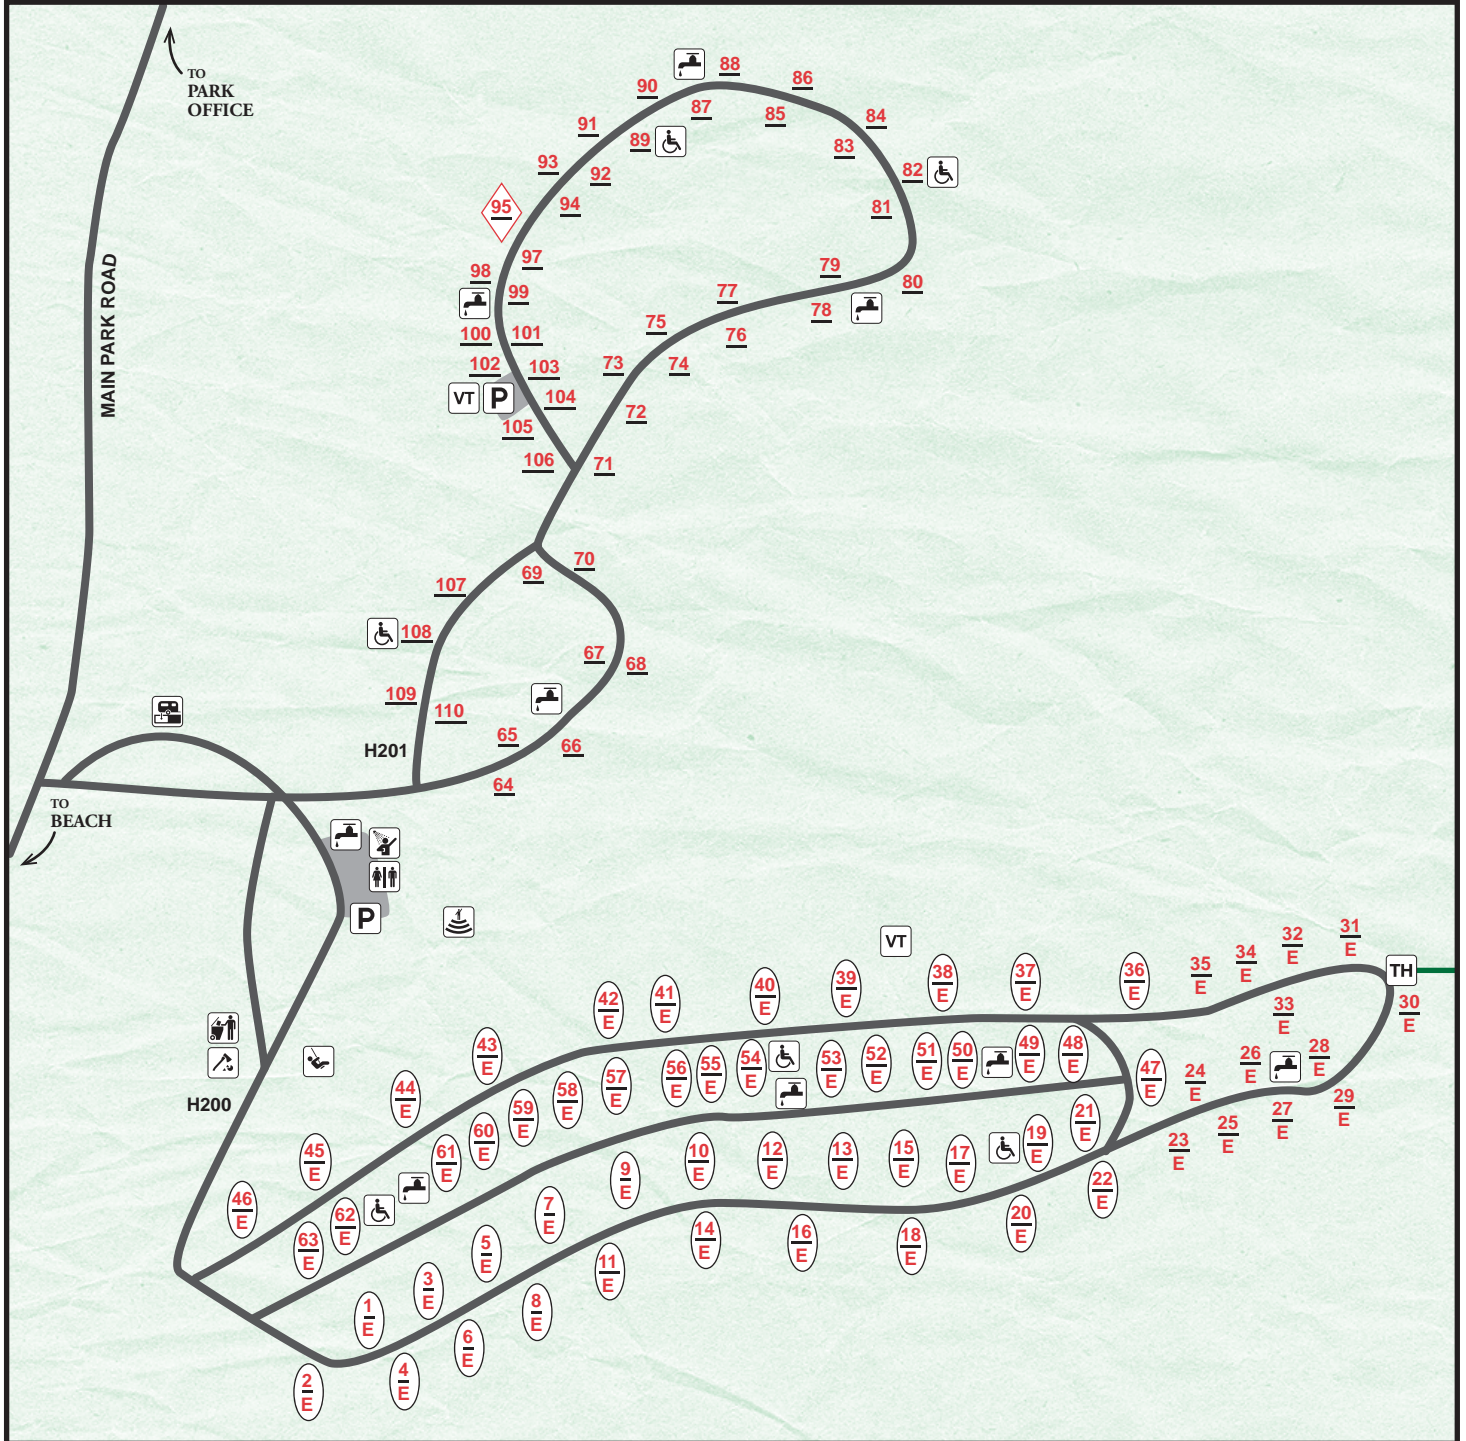 TO
PARK
OFFICE
88
86
90
87
85
84
91
89
83
93
92
82
95
94
81
97
98
79
80
99
77
78
75
100
101
76
102
103
73
74
VT
P
104
72
105
106
71
MAIN PARK ROAD
70
69
107
108
67
68
109
110
65
66
H201
64
TO
BEACH
P
31
E
32
E
VT
34
E
35
E
36
E
37
E
38
E
39
E
40
E
41
E
42
E
TH
30
E
33
E
43
E
44
E
45
E
46
E
H200
28
E
26
E
24
E
47
E
48
E
49
E
50
E
51
E
52
E
53
E
54
E
55
E
56
E
57
E
58
E
59
E
60
E
61
E
62
E
63
E
29
E
27
E
25
E
23
E
22
E
21
E
19
E
17
E
15
E
13
E
12
E
10
E
9
E
7
E
5
E
3
E
1
E
20
E
18
E
16
E
14
E
11
E
8
E
6
E
4
E
2
E